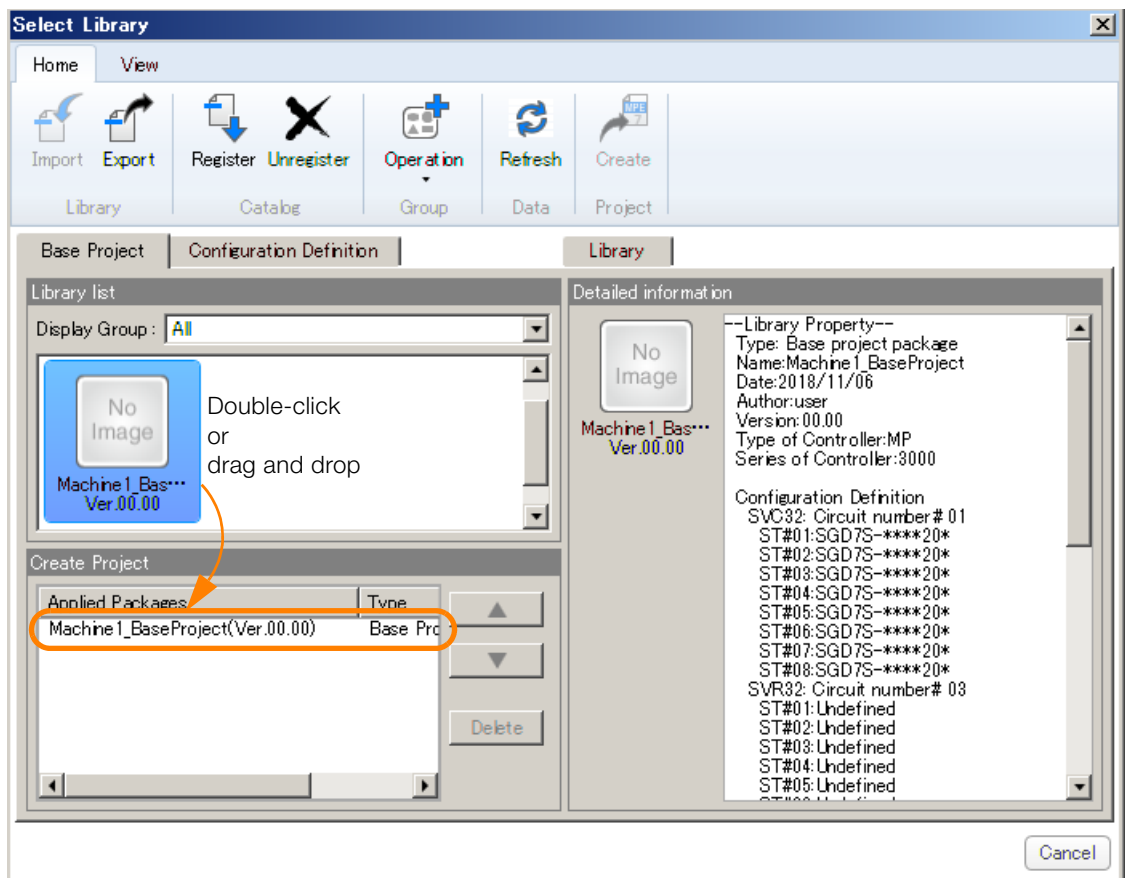 Select Library
Home View
Import Export Register Unregister Operation Refresh Create
Library Catalog Group Data Project
NPE
7
Base Project Configuration Definition Library
Library list
Display Group : All
No
Image
Machine1_Bas···
Ver.00.00
Double-click
or
drag and drop
Create Project
Applied Packages Type
Machine1_BaseProject(Ver.00.00) Base Pro
Delete
Detailed information
No
Image
Machine1_Bas···
Ver.00.00
--Library Property--
Type: Base project package
Name:Machine1_BaseProject
Date:2018/11/06
Author:user
Version:00.00
Type of Controller:MP
Series of Controller:3000
Configuration Definition
SVC32: Circuit number# 01
ST#01:SGD7S-****20*
ST#02:SGD7S-****20*
ST#03:SGD7S-****20*
ST#04:SGD7S-****20*
ST#05:SGD7S-****20*
ST#06:SGD7S-****20*
ST#07:SGD7S-****20*
ST#08:SGD7S-****20*
SVR32: Circuit number# 03
ST#01:Undefined
ST#02:Undefined
ST#03:Undefined
ST#04:Undefined
ST#05:Undefined
Cancel